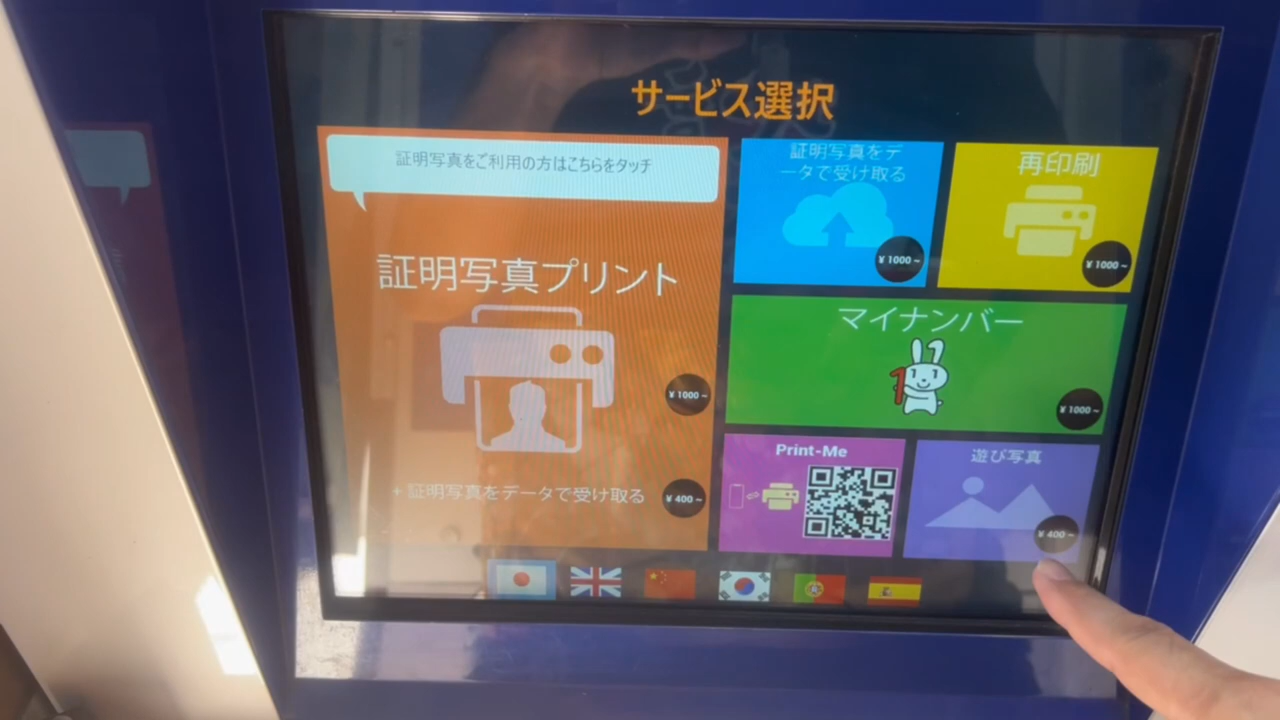 サービス選択
証明写真をご利用の方はこちらをタッチ
証明写真プリント
¥1000~
+ 証明写真をデータで受け取る
¥400~
証明写真をデ
ータで受け取る
¥1000~
再印刷
¥1000~
マイナンバー
¥1000~
Print-Me
遊び写真
¥400~